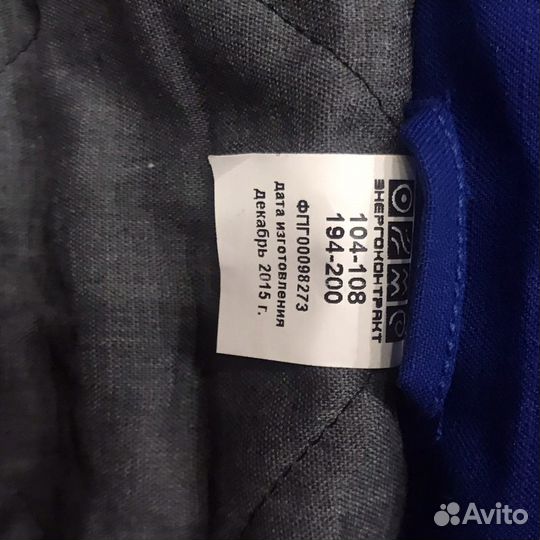 ЭНЕРГОКОНТРАКТ
104-108
194-200
ФПГ00098273
дата изготовления
декабрь 2015 г.
Avito